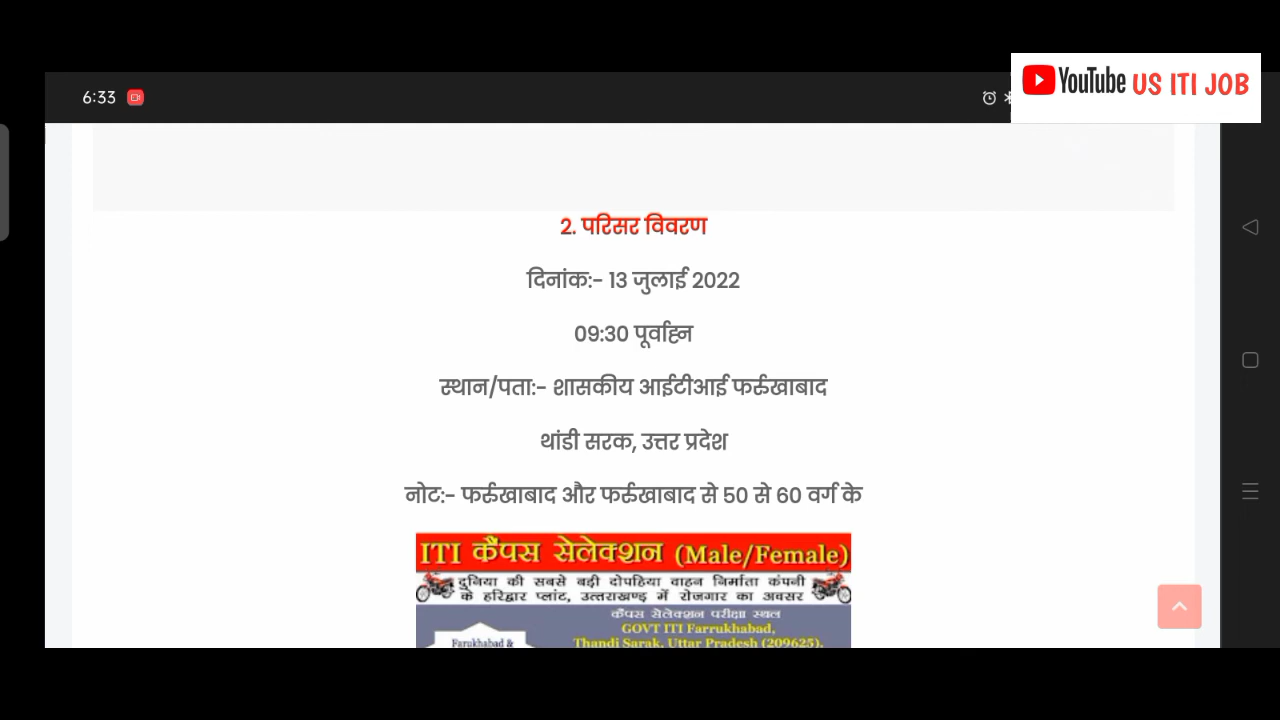 6:33
YouTube US ITI JOB
2. परिसर विवरण
दिनांक:- 13 जुलाई 2022
09:30 पूर्वाह्न
स्थान/पता:- शासकीय आईटीआई फर्रुखाबाद
थांडी सरक, उत्तर प्रदेश
नोट:- फर्रुखाबाद और फर्रुखाबाद से 50 से 60 वर्ग के
ITI कैंपस सेलेक्शन (Male/Female)
दुनिया की सबसे बड़ी दोपहिया वाहन निर्माता कंपनी
के हरिद्वार प्लांट, उत्तराखण्ड में रोजगार का अवसर
कैंपस सेलेक्शन परीक्षा स्थल
GOVT ITI Farrukhabad,
Farukhabad &
Thandi Sarak, Uttar Pradesh (209625).